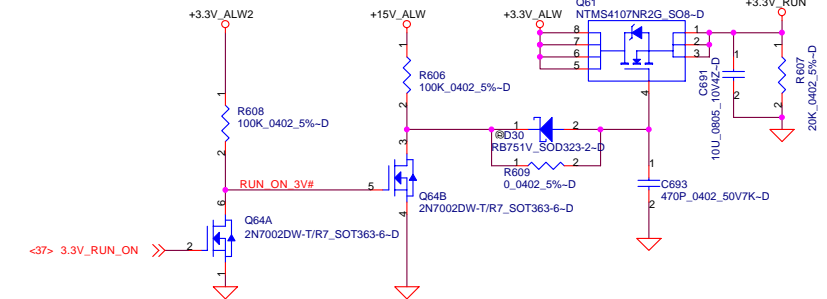 +3.3V_ALW2
+15V_ALW
+3.3V_ALW
Q61
NTMS4107NR2G_SO8~D
+3.3V_RUN
8
7
6
5
1
2
3
4
1
R608
100K_0402_5%~D
2
1
R606
100K_0402_5%~D
2
1
C691
10U_0805_10V4Z~D
2
1
R607
20K_0402_5%~D
2
1
@D30
2
RB751V_SOD323-2~D
1
2
R609
0_0402_5%~D
RUN_ON_3V#
3
5
Q64B
4
2N7002DW-T/R7_SOT363-6~D
1
C693
470P_0402_50V7K~D
2
6
Q64A
2N7002DW-T/R7_SOT363-6~D
<37> 3.3V_RUN_ON
2
1